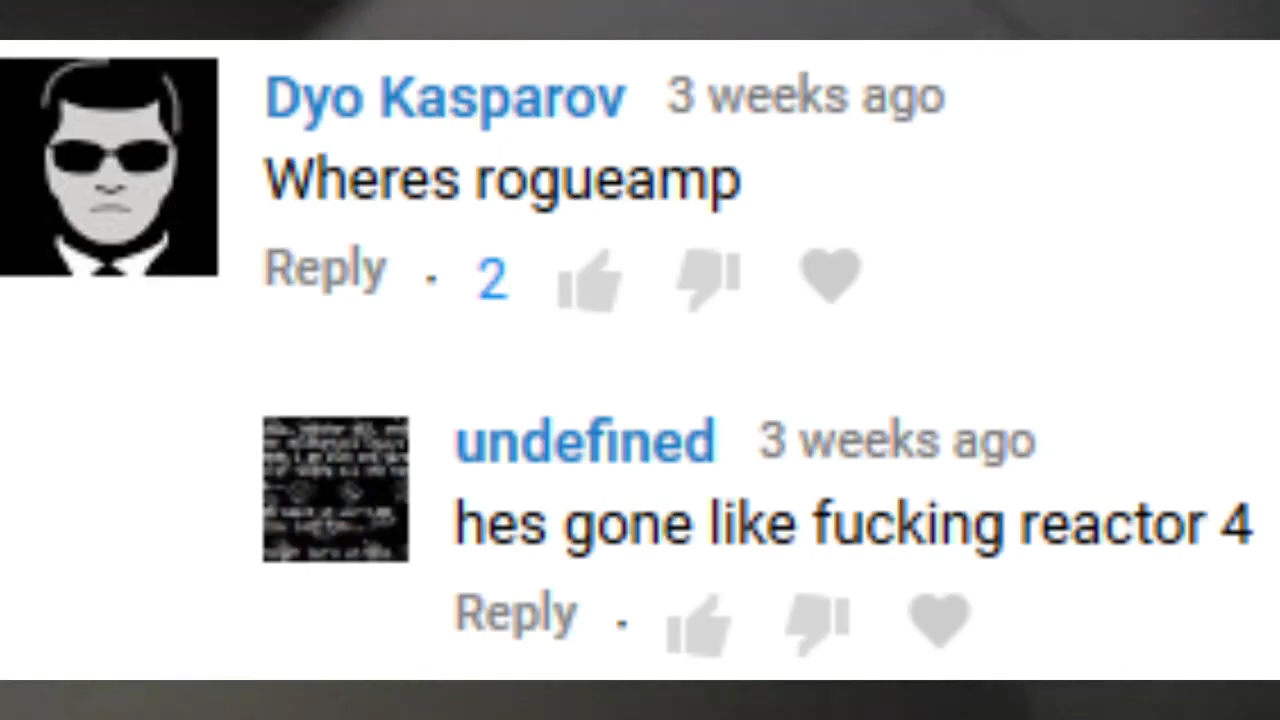 Dyo Kasparov 3 weeks ago
Wheres rogueamp
Reply . 2
undefined 3 weeks ago
hes gone like fucking reactor 4
Reply .